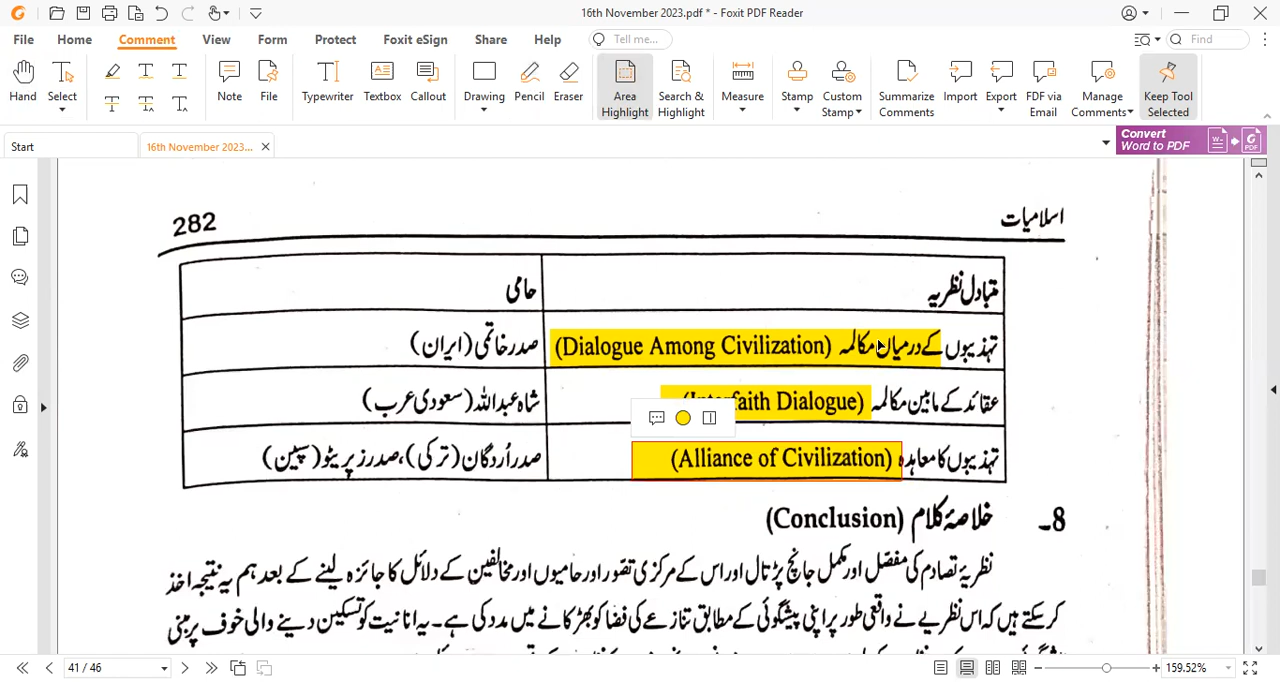 16th November 2023.pdf * - Foxit PDF Reader
File Home Comment View Form Protect Foxit eSign Share Help Tell me... Find
Hand Select Note File Typewriter Textbox Callout Drawing Pencil Eraser Area Highlight Search & Highlight Measure Stamp Custom Stamp Summarize Comments Import Export FDF via Email Manage Comments Keep Tool Selected
Start 16th November 2023... Convert Word to PDF
282 اسلامیات
متبادل نظریہ حامی
تہذیبوں کے درمیان مکالمہ (Dialogue Among Civilization) صدر خاتمی (ایران)
عقائد کے مابین مکالمہ (Interfaith Dialogue) شاہ عبداللہ (سعودی عرب)
تہذیبوں کا معاہدہ (Alliance of Civilization) صدر اُردگان (ترکی)، صدر زپریٹو (سپین)
8۔ خلاصۂ کلام (Conclusion)
نظریۂ تصادم کی مفصّل اور مکمل جانچ پڑتال اور اس کے مرکزی تصّور اور حامیوں اور مخالفین کے دلائل کا جائزہ لینے کے بعد ہم یہ نتیجہ اخذ
کر سکتے ہیں کہ اس نظریے نے واقعی طور پر اپنی پیشگوئی کے مطابق تنازعے کی فضا کو بھڑکانے میں مدد کی ہے۔ یہ انانیت کو تسکین دینے والی خوف پر مبنی
41 / 46 159.52%